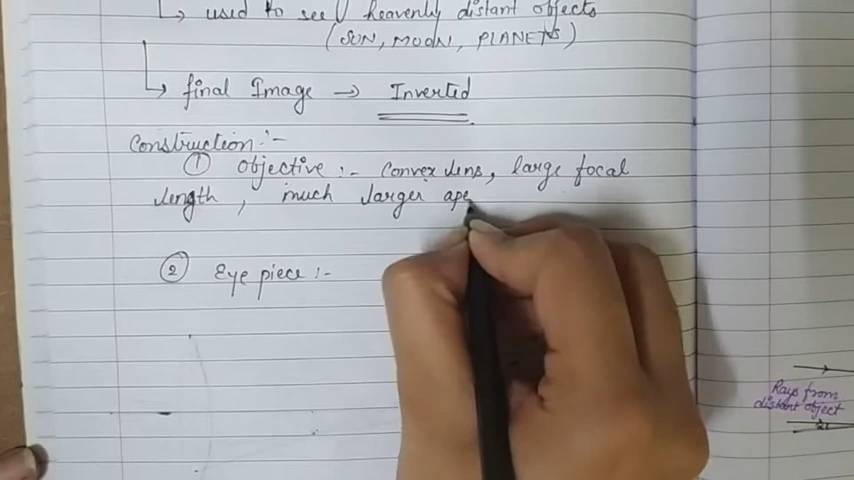 ↳ used to see heavenly distant objects
(SUN, MOON, PLANETS)
↳ final Image → Inverted
Construction :-
① Objective :- Convex lens, large focal
length, much larger ape
② Eye piece :-
Rays from
distant object